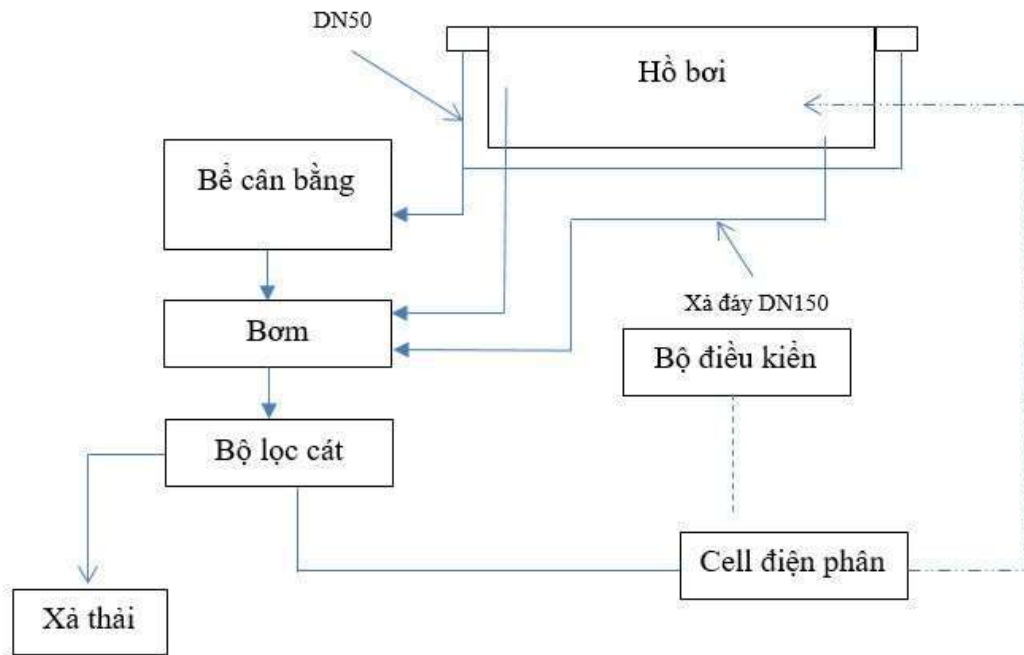 DN50
Hồ bơi
Bể cân bằng
Xả đáy DN150
Bơm
Bộ điều kiển
Bộ lọc cát
Cell điện phân
Xả thải